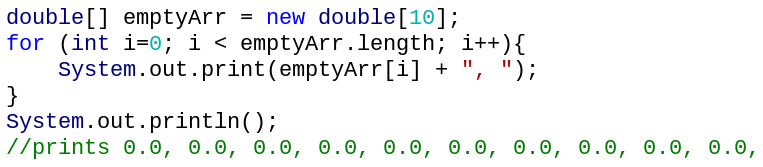 double[] emptyArr = new double[10];
for (int i=0; i < emptyArr.length; i++){
    System.out.print(emptyArr[i] + ", ");
}
System.out.println();
//prints 0.0, 0.0, 0.0, 0.0, 0.0, 0.0, 0.0, 0.0, 0.0, 0.0,